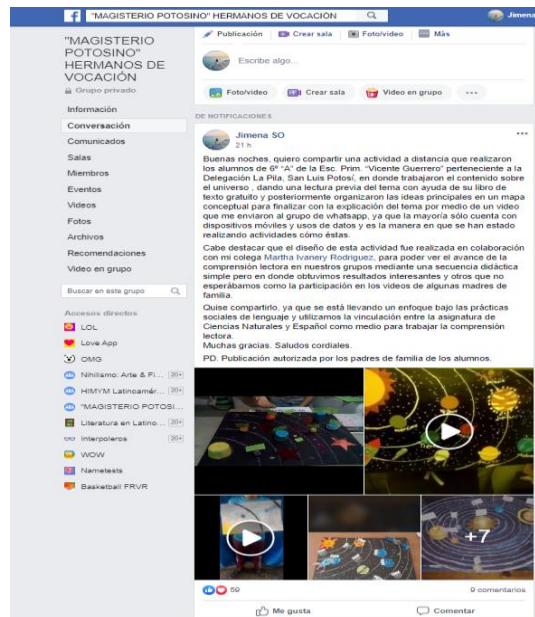 "MAGISTERIO POTOSINO" HERMANOS DE VOCACIÓN
Jimena
"MAGISTERIO
POTOSINO"
HERMANOS DE
VOCACIÓN
Grupo privado
Información
Conversación
Comunicados
Salas
Miembros
Eventos
Videos
Fotos
Archivos
Recomendaciones
Video en grupo
Buscar en este grupo
Accesos directos
LOL
Love App
OMG
Nihilismo: Arte & Fi... 20+
HIMYM Latinoamér... 20+
"MAGISTERIO POTOSI...
Literatura en Latino... 20+
Interpoleros 20+
WOW
Nametests
Basketball FRVR
Publicación Crear sala Foto/video Más
Escribe algo...
Foto/video Crear sala Video en grupo
DE NOTIFICACIONES
Jimena SO
21 h
Buenas noches, quiero compartir una actividad a distancia que realizaron
los alumnos de 6º "A" de la Esc. Prim. "Vicente Guerrero" perteneciente a la
Delegación La Pila, San Luis Potosí, en donde trabajaron el contenido sobre
el universo , dando una lectura previa del tema con ayuda de su libro de
texto gratuito y posteriormente organizaron las ideas principales en un mapa
conceptual para finalizar con la explicación del tema por medio de un video
que me enviaron al grupo de whatsapp, ya que la mayoría sólo cuenta con
dispositivos móviles y usos de datos y es la manera en que se han estado
realizando actividades cómo éstas.
Cabe destacar que el diseño de esta actividad fue realizada en colaboración
con mi colega Martha Ivanery Rodriguez, para poder ver el avance de la
comprensión lectora en nuestros grupos mediante una secuencia didáctica
simple pero en donde obtuvimos resultados interesantes y otros que no
esperábamos como la participación en los videos de algunas madres de
familia.
Quise compartirlo, ya que se está llevando un enfoque bajo las prácticas
sociales de lenguaje y utilizamos la vinculación entre la asignatura de
Ciencias Naturales y Español como medio para trabajar la comprensión
lectora.
Muchas gracias. Saludos cordiales.
PD. Publicación autorizada por los padres de familia de los alumnos.
+7
59
9 comentarios
Me gusta
Comentar